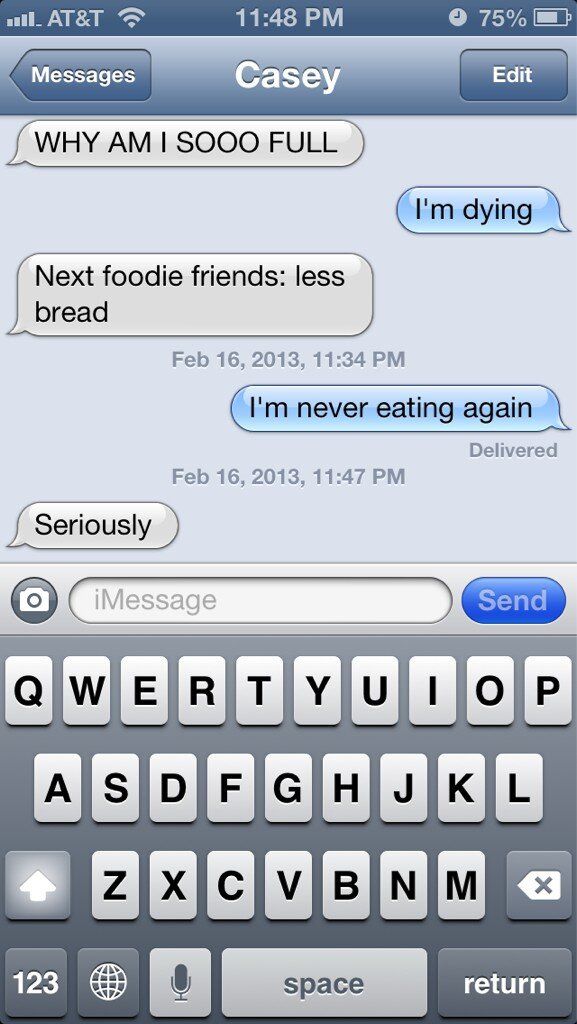 AT&T 11:48 PM 75%
Messages Casey Edit
WHY AM I SOOO FULL
I'm dying
Next foodie friends: less
bread
Feb 16, 2013, 11:34 PM
I'm never eating again
Delivered
Feb 16, 2013, 11:47 PM
Seriously
iMessage Send
Q W E R T Y U I O P
A S D F G H J K L
Z X C V B N M
123 space return